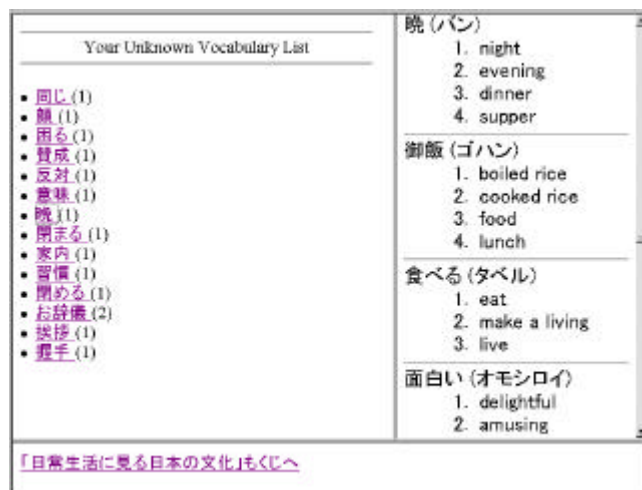 Your Unknown Vocabulary List
• 同じ (1)
• 顔 (1)
• 困る (1)
• 賛成 (1)
• 反対 (1)
• 意味 (1)
• 晩 (1)
• 閉まる (1)
• 家内 (1)
• 習慣 (1)
• 閉める (1)
• お辞儀 (2)
• 挨拶 (1)
• 握手 (1)
晩 (バン)
1. night
2. evening
3. dinner
4. supper
御飯 (ゴハン)
1. boiled rice
2. cooked rice
3. food
4. lunch
食べる (タベル)
1. eat
2. make a living
3. live
面白い (オモシロイ)
1. delightful
2. amusing
「日常生活に見る日本の文化」もくじへ